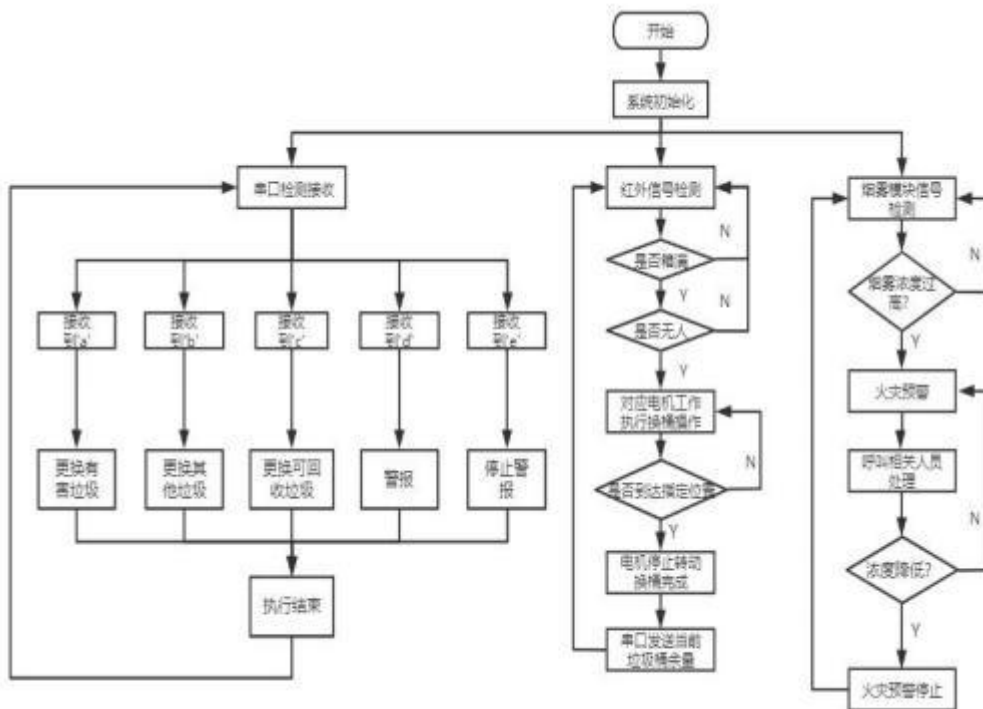 开始
系统初始化
串口检测接收
接收
到'a'
接收
到'b'
接收
到'c'
接收
到'd'
接收
到'e'
更换有
害垃圾
更换其
他垃圾
更换可回
收垃圾
警报
停止警
报
执行结束
红外信号检测
N
是否桶满
Y
N
是否无人
Y
对应电机工作
执行换桶操作
N
是否到达指定位置
Y
电机停止转动
换桶完成
串口发送当前
垃圾桶余量
烟雾模块信号
检测
N
烟雾浓度过
高?
Y
火灾预警
呼叫相关人员
处理
N
浓度降低?
Y
火灾预警停止